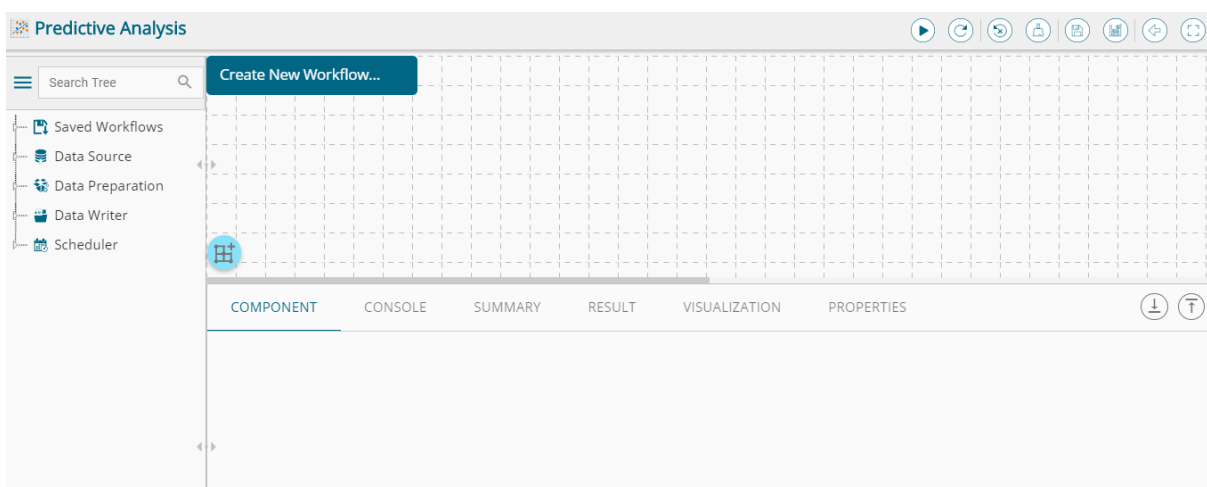 Predictive Analysis
Search Tree
Create New Workflow...
Saved Workflows
Data Source
Data Preparation
Data Writer
Scheduler
COMPONENT CONSOLE SUMMARY RESULT VISUALIZATION PROPERTIES